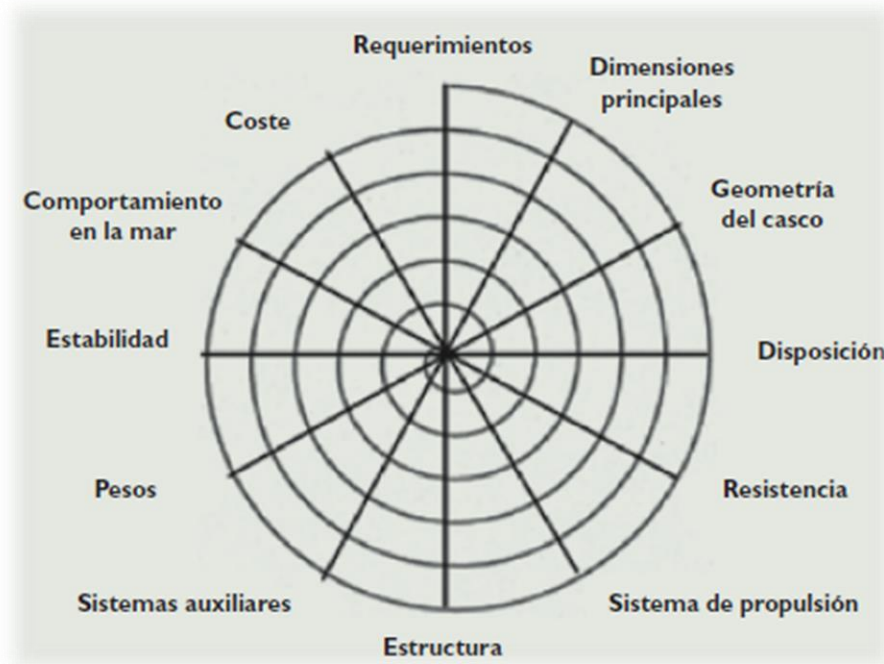 Requerimientos
Dimensiones
principales
Geometría
del casco
Disposición
Resistencia
Sistema de propulsión
Estructura
Sistemas auxiliares
Pesos
Estabilidad
Comportamiento
en la mar
Coste